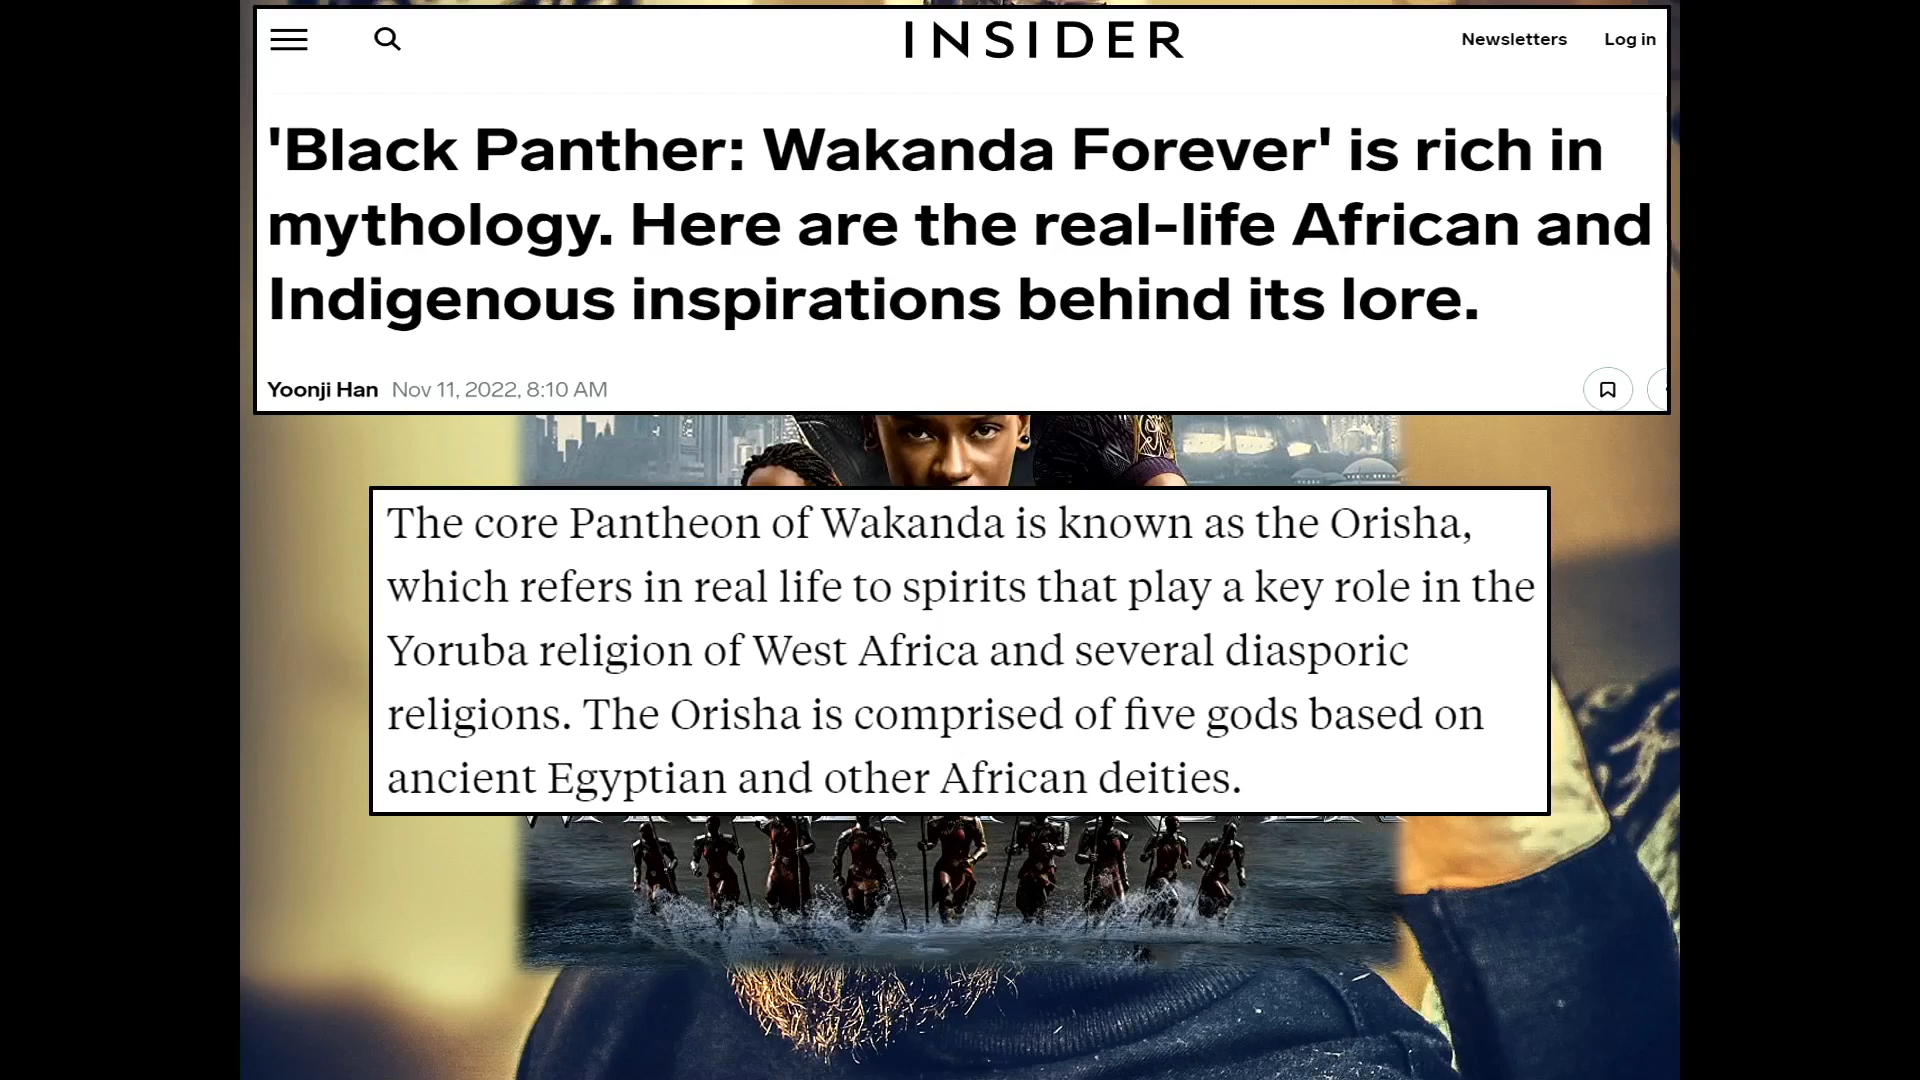 INSIDER
Newsletters
Log in
'Black Panther: Wakanda Forever' is rich in
mythology. Here are the real-life African and
Indigenous inspirations behind its lore.
Yoonji Han Nov 11, 2022, 8:10 AM
The core Pantheon of Wakanda is known as the Orisha,
which refers in real life to spirits that play a key role in the
Yoruba religion of West Africa and several diasporic
religions. The Orisha is comprised of five gods based on
ancient Egyptian and other African deities.